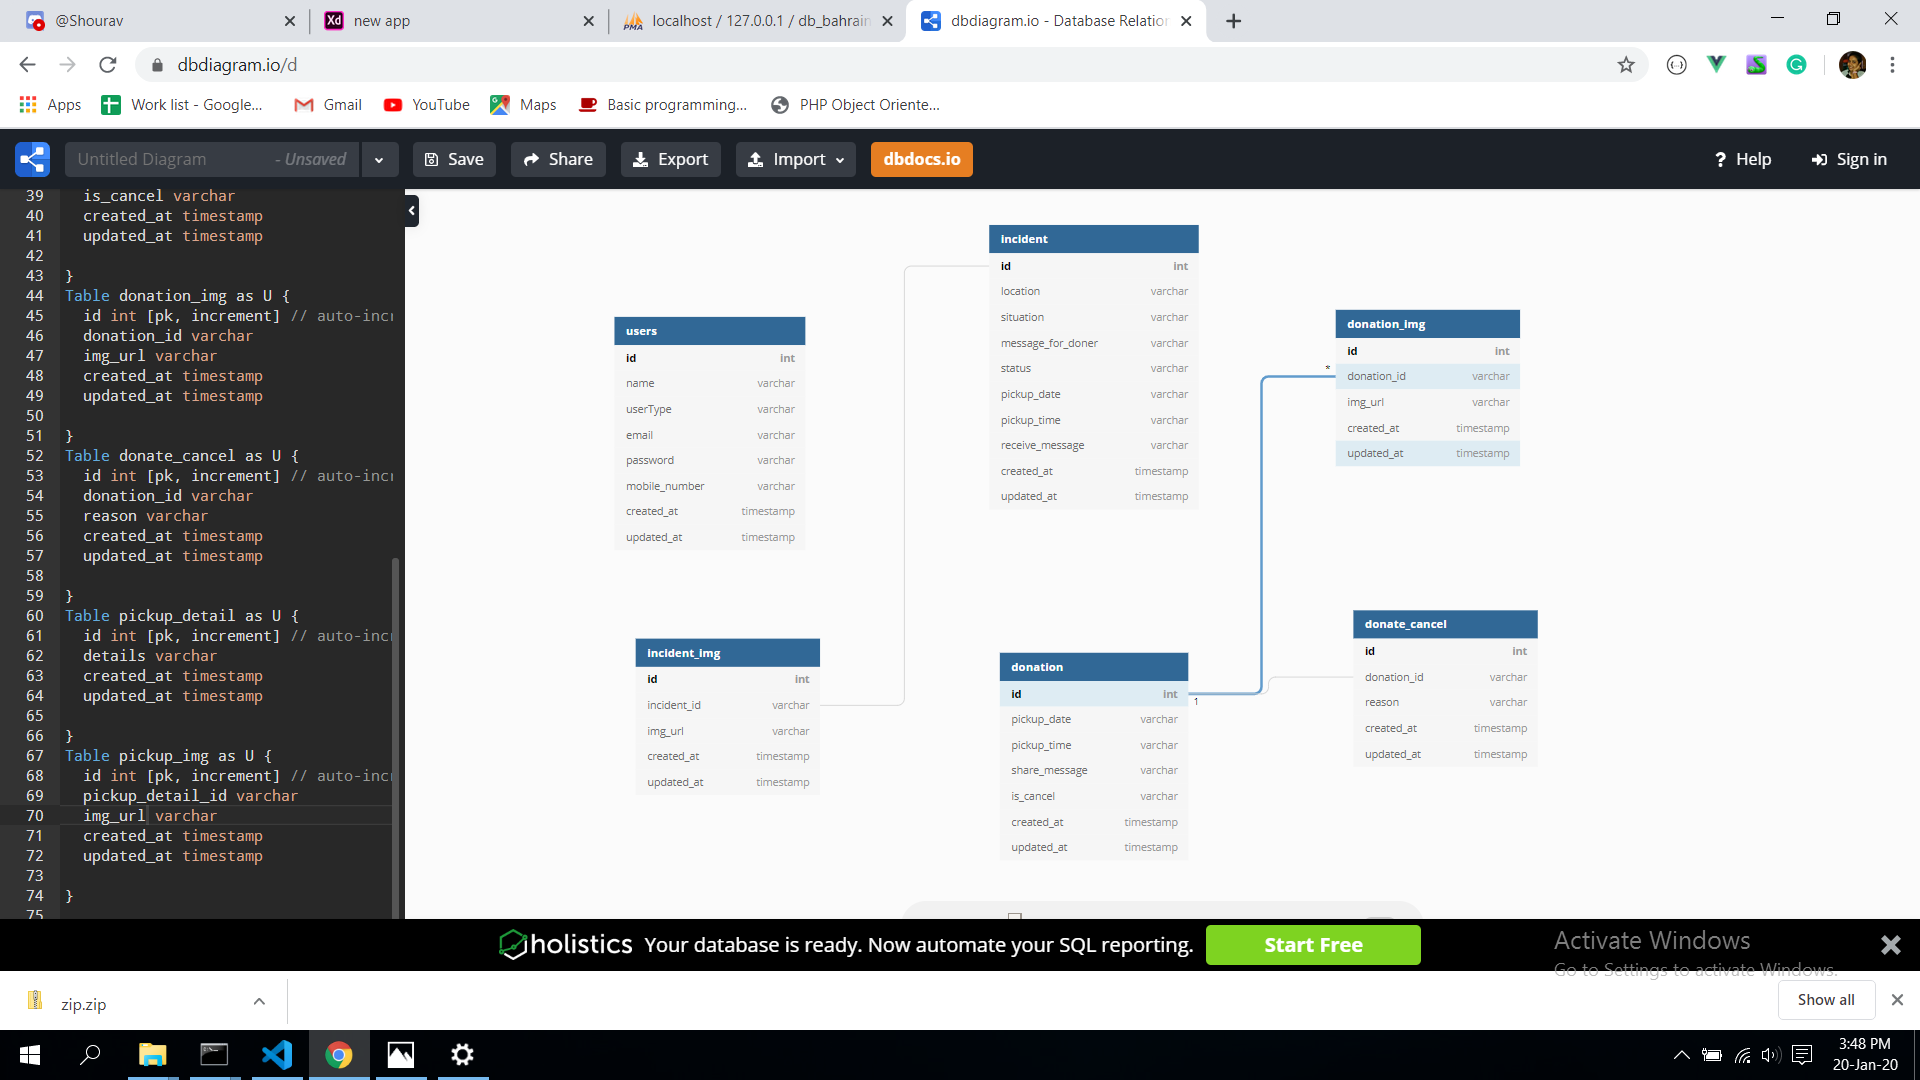 @Shourav
new app
localhost / 127.0.0.1 / db_bahrain
dbdiagram.io - Database Relation
dbdiagram.io/d
Apps
Work list - Google...
Gmail
YouTube
Maps
Basic programming...
PHP Object Oriente...
Untitled Diagram - Unsaved
Save
Share
Export
Import
dbdocs.io
? Help
Sign in
39 is_cancel varchar
40 created_at timestamp
41 updated_at timestamp
42
43 }
44 Table donation_img as U {
45 id int [pk, increment] // auto-incr
46 donation_id varchar
47 img_url varchar
48 created_at timestamp
49 updated_at timestamp
50
51 }
52 Table donate_cancel as U {
53 id int [pk, increment] // auto-incr
54 donation_id varchar
55 reason varchar
56 created_at timestamp
57 updated_at timestamp
58
59 }
60 Table pickup_detail as U {
61 id int [pk, increment] // auto-incr
62 details varchar
63 created_at timestamp
64 updated_at timestamp
65
66 }
67 Table pickup_img as U {
68 id int [pk, increment] // auto-incr
69 pickup_detail_id varchar
70 img_url varchar
71 created_at timestamp
72 updated_at timestamp
73
74 }
75
users
id int
name varchar
userType varchar
email varchar
password varchar
mobile_number varchar
created_at timestamp
updated_at timestamp
incident
id int
location varchar
situation varchar
message_for_doner varchar
status varchar
pickup_date varchar
pickup_time varchar
receive_message varchar
created_at timestamp
updated_at timestamp
donation_img
id int
* donation_id varchar
img_url varchar
created_at timestamp
updated_at timestamp
incident_img
id int
incident_id varchar
img_url varchar
created_at timestamp
updated_at timestamp
donation
id int
1
pickup_date varchar
pickup_time varchar
share_message varchar
is_cancel varchar
created_at timestamp
updated_at timestamp
donate_cancel
id int
donation_id varchar
reason varchar
created_at timestamp
updated_at timestamp
holistics Your database is ready. Now automate your SQL reporting. Start Free
Activate Windows
Go to Settings to activate Windows.
zip.zip
Show all
3:48 PM
20-Jan-20